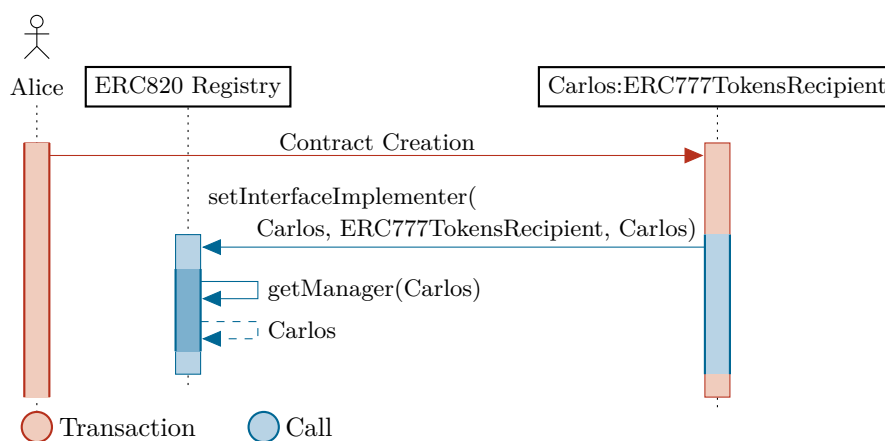 Alice
ERC820 Registry
Carlos:ERC777TokensRecipient
Contract Creation
setInterfaceImplementer(
Carlos, ERC777TokensRecipient, Carlos)
getManager(Carlos)
Carlos
Transaction
Call